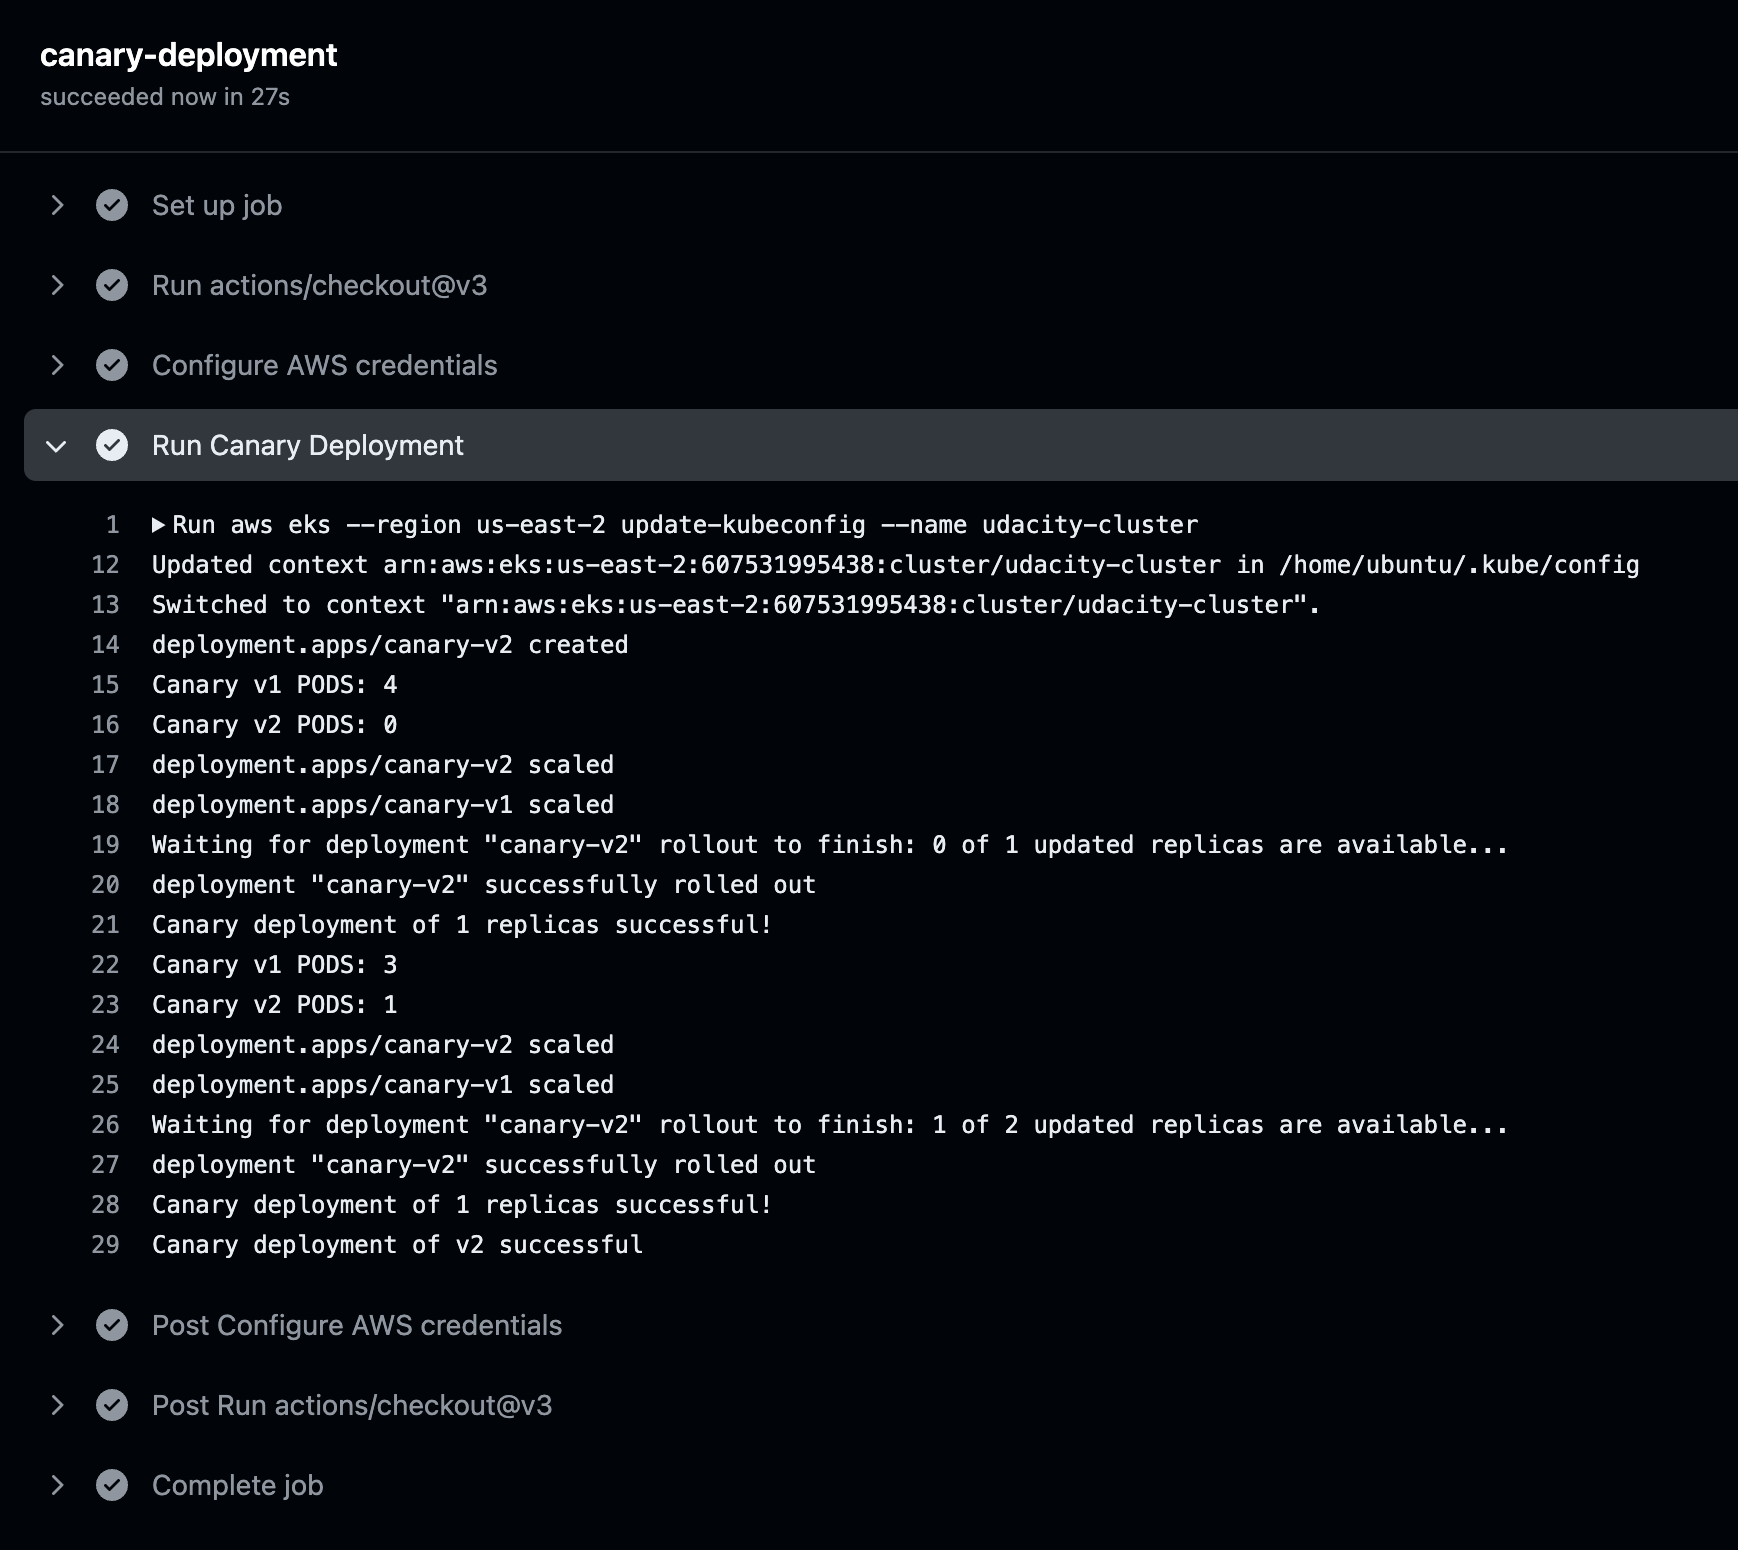 canary-deployment
succeeded now in 27s
Set up job
Run actions/checkout@v3
Configure AWS credentials
Run Canary Deployment
1 ▶Run aws eks --region us-east-2 update-kubeconfig --name udacity-cluster
12 Updated context arn:aws:eks:us-east-2:607531995438:cluster/udacity-cluster in /home/ubuntu/.kube/config
13 Switched to context "arn:aws:eks:us-east-2:607531995438:cluster/udacity-cluster".
14 deployment.apps/canary-v2 created
15 Canary v1 PODS: 4
16 Canary v2 PODS: 0
17 deployment.apps/canary-v2 scaled
18 deployment.apps/canary-v1 scaled
19 Waiting for deployment "canary-v2" rollout to finish: 0 of 1 updated replicas are available...
20 deployment "canary-v2" successfully rolled out
21 Canary deployment of 1 replicas successful!
22 Canary v1 PODS: 3
23 Canary v2 PODS: 1
24 deployment.apps/canary-v2 scaled
25 deployment.apps/canary-v1 scaled
26 Waiting for deployment "canary-v2" rollout to finish: 1 of 2 updated replicas are available...
27 deployment "canary-v2" successfully rolled out
28 Canary deployment of 1 replicas successful!
29 Canary deployment of v2 successful
Post Configure AWS credentials
Post Run actions/checkout@v3
Complete job